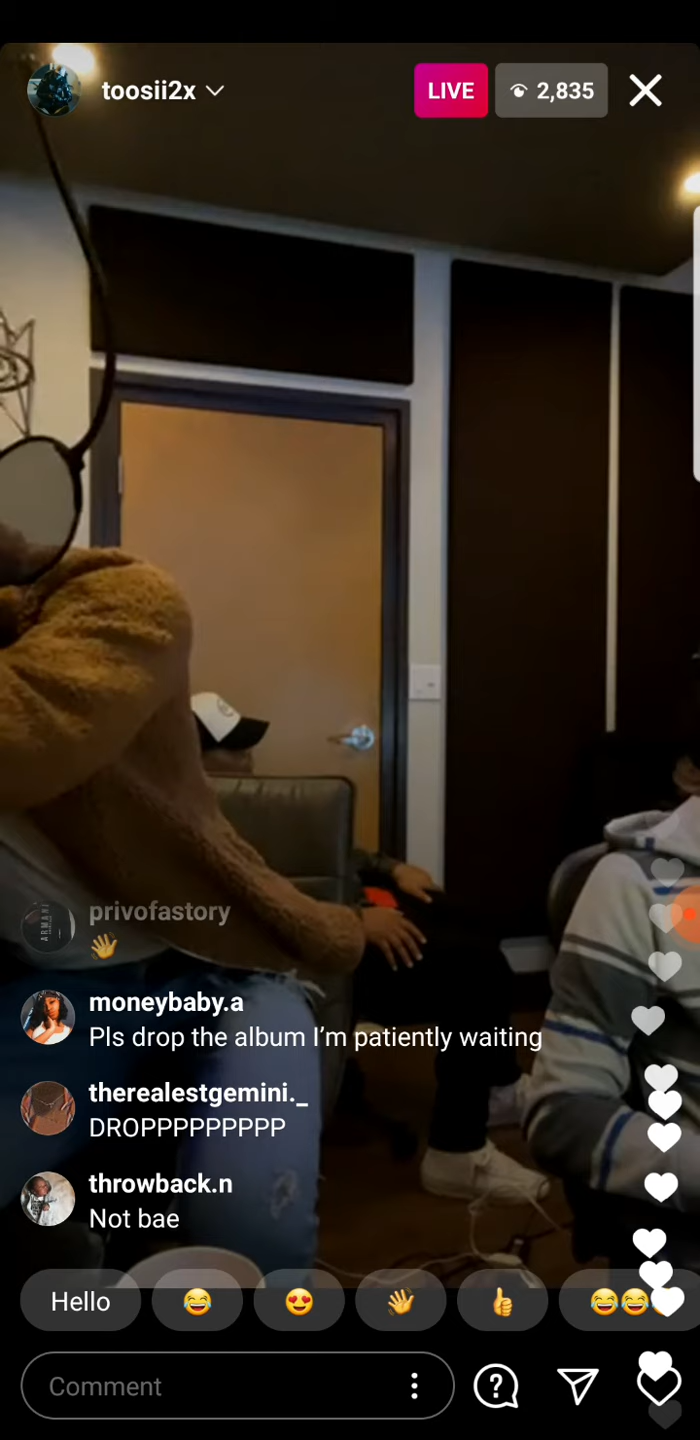 toosii2x
LIVE
2,835
privofastory
👋
moneybaby.a
Pls drop the album I’m patiently waiting
therealestgemini._
DROPPPPPPPPP
throwback.n
Not bae
Hello 😂 😍 👋 👍 😂😂
Comment
ARMANI